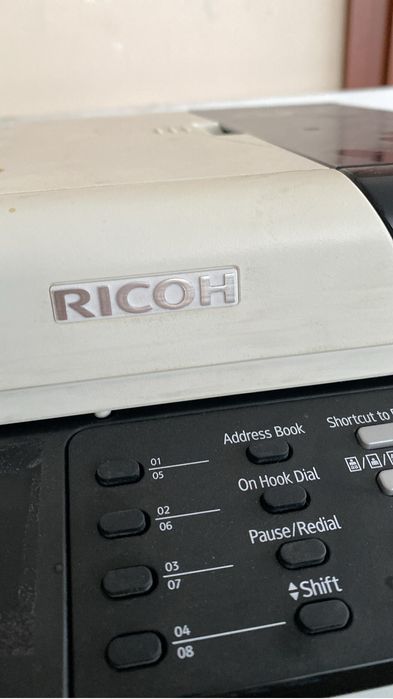 RICOH
Address Book
Shortcut to
01
05
On Hook Dial
02
06
Pause/Redial
03
07
Shift
04
08